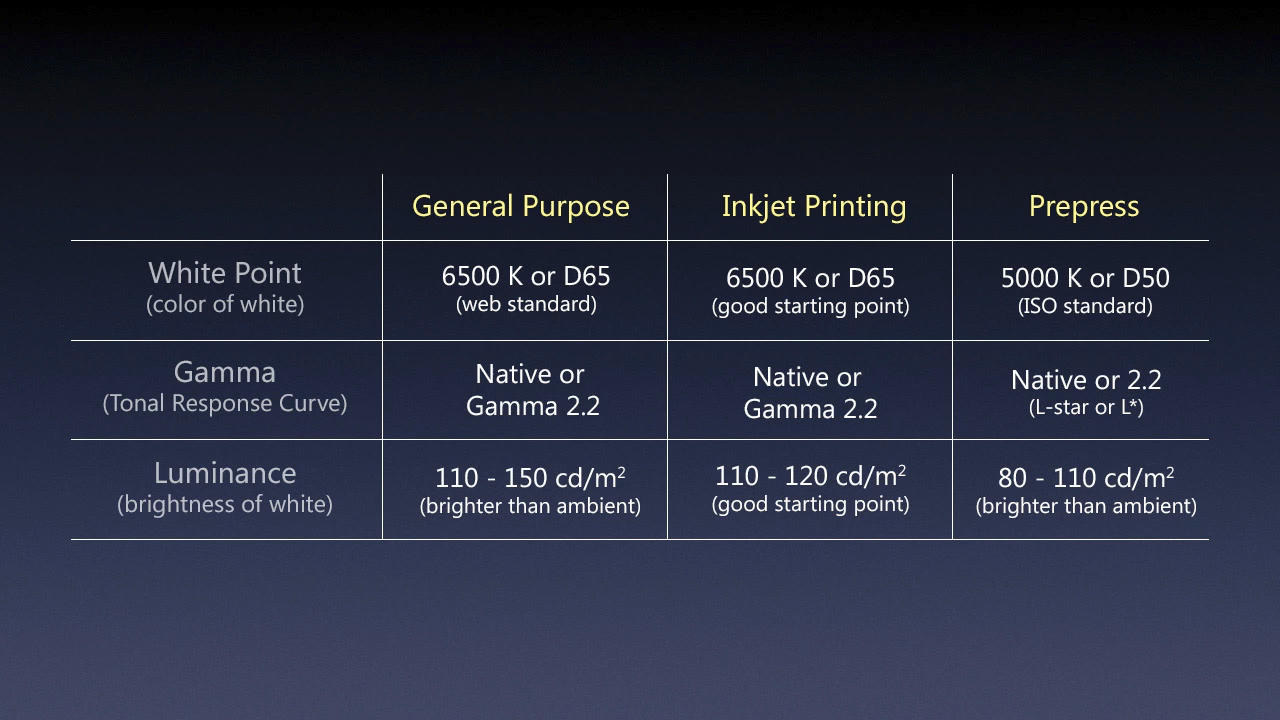 General Purpose
Inkjet Printing
Prepress
White Point
(color of white)
6500 K or D65
(web standard)
6500 K or D65
(good starting point)
5000 K or D50
(ISO standard)
Gamma
(Tonal Response Curve)
Native or
Gamma 2.2
Native or
Gamma 2.2
Native or 2.2
(L-star or L*)
Luminance
(brightness of white)
110 - 150 cd/m²
(brighter than ambient)
110 - 120 cd/m²
(good starting point)
80 - 110 cd/m²
(brighter than ambient)